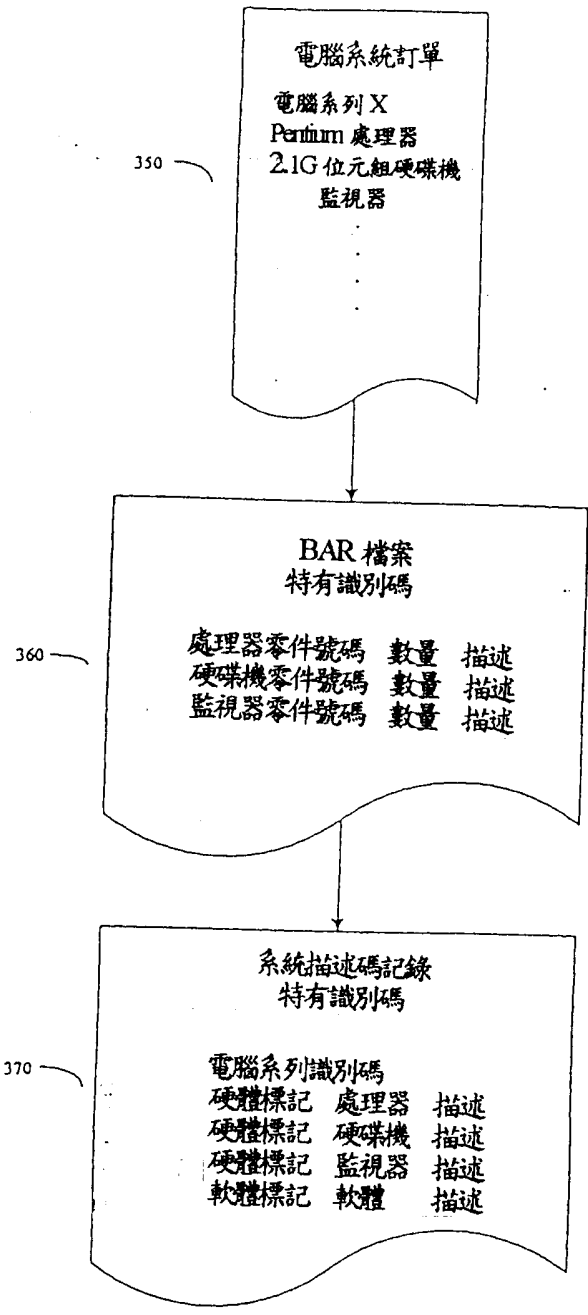 電腦系統訂單
電腦系列 X
Pentium 處理器
2.1G 位元組硬碟機
監視器
350
BAR 檔案
特有識別碼
處理器零件號碼 數量 描述
硬碟機零件號碼 數量 描述
監視器零件號碼 數量 描述
360
系統描述碼記錄
特有識別碼
電腦系列識別碼
硬體標記 處理器 描述
硬體標記 硬碟機 描述
硬體標記 監視器 描述
軟體標記 軟體 描述
370